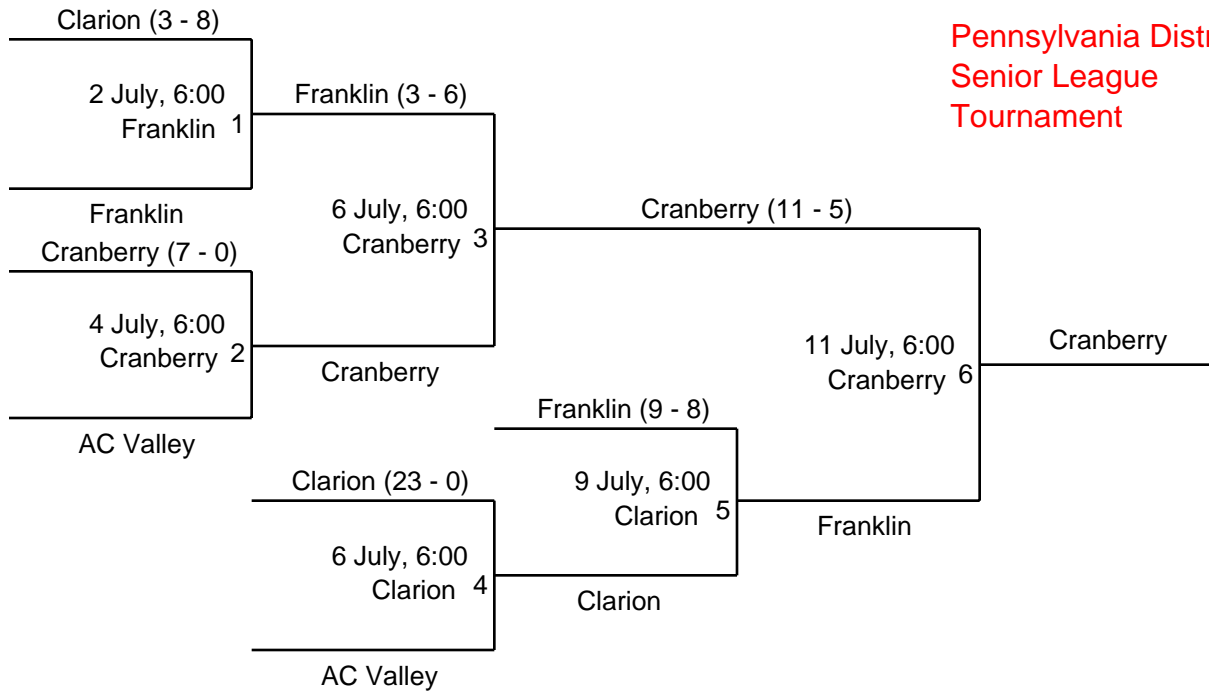 Clarion (3 - 8)
Pennsylvania
Senior League
Tournament
2 July, 6:00
Franklin 1
Franklin (3 - 6)
Franklin
6 July, 6:00
Cranberry 3
Cranberry (11 - 5)
Cranberry (7 - 0)
4 July, 6:00
Cranberry 2
Cranberry
11 July, 6:00
Cranberry 6
Cranberry
AC Valley
Franklin (9 - 8)
Clarion (23 - 0)
9 July, 6:00
Clarion 5
Franklin
6 July, 6:00
Clarion 4
Clarion
AC Valley